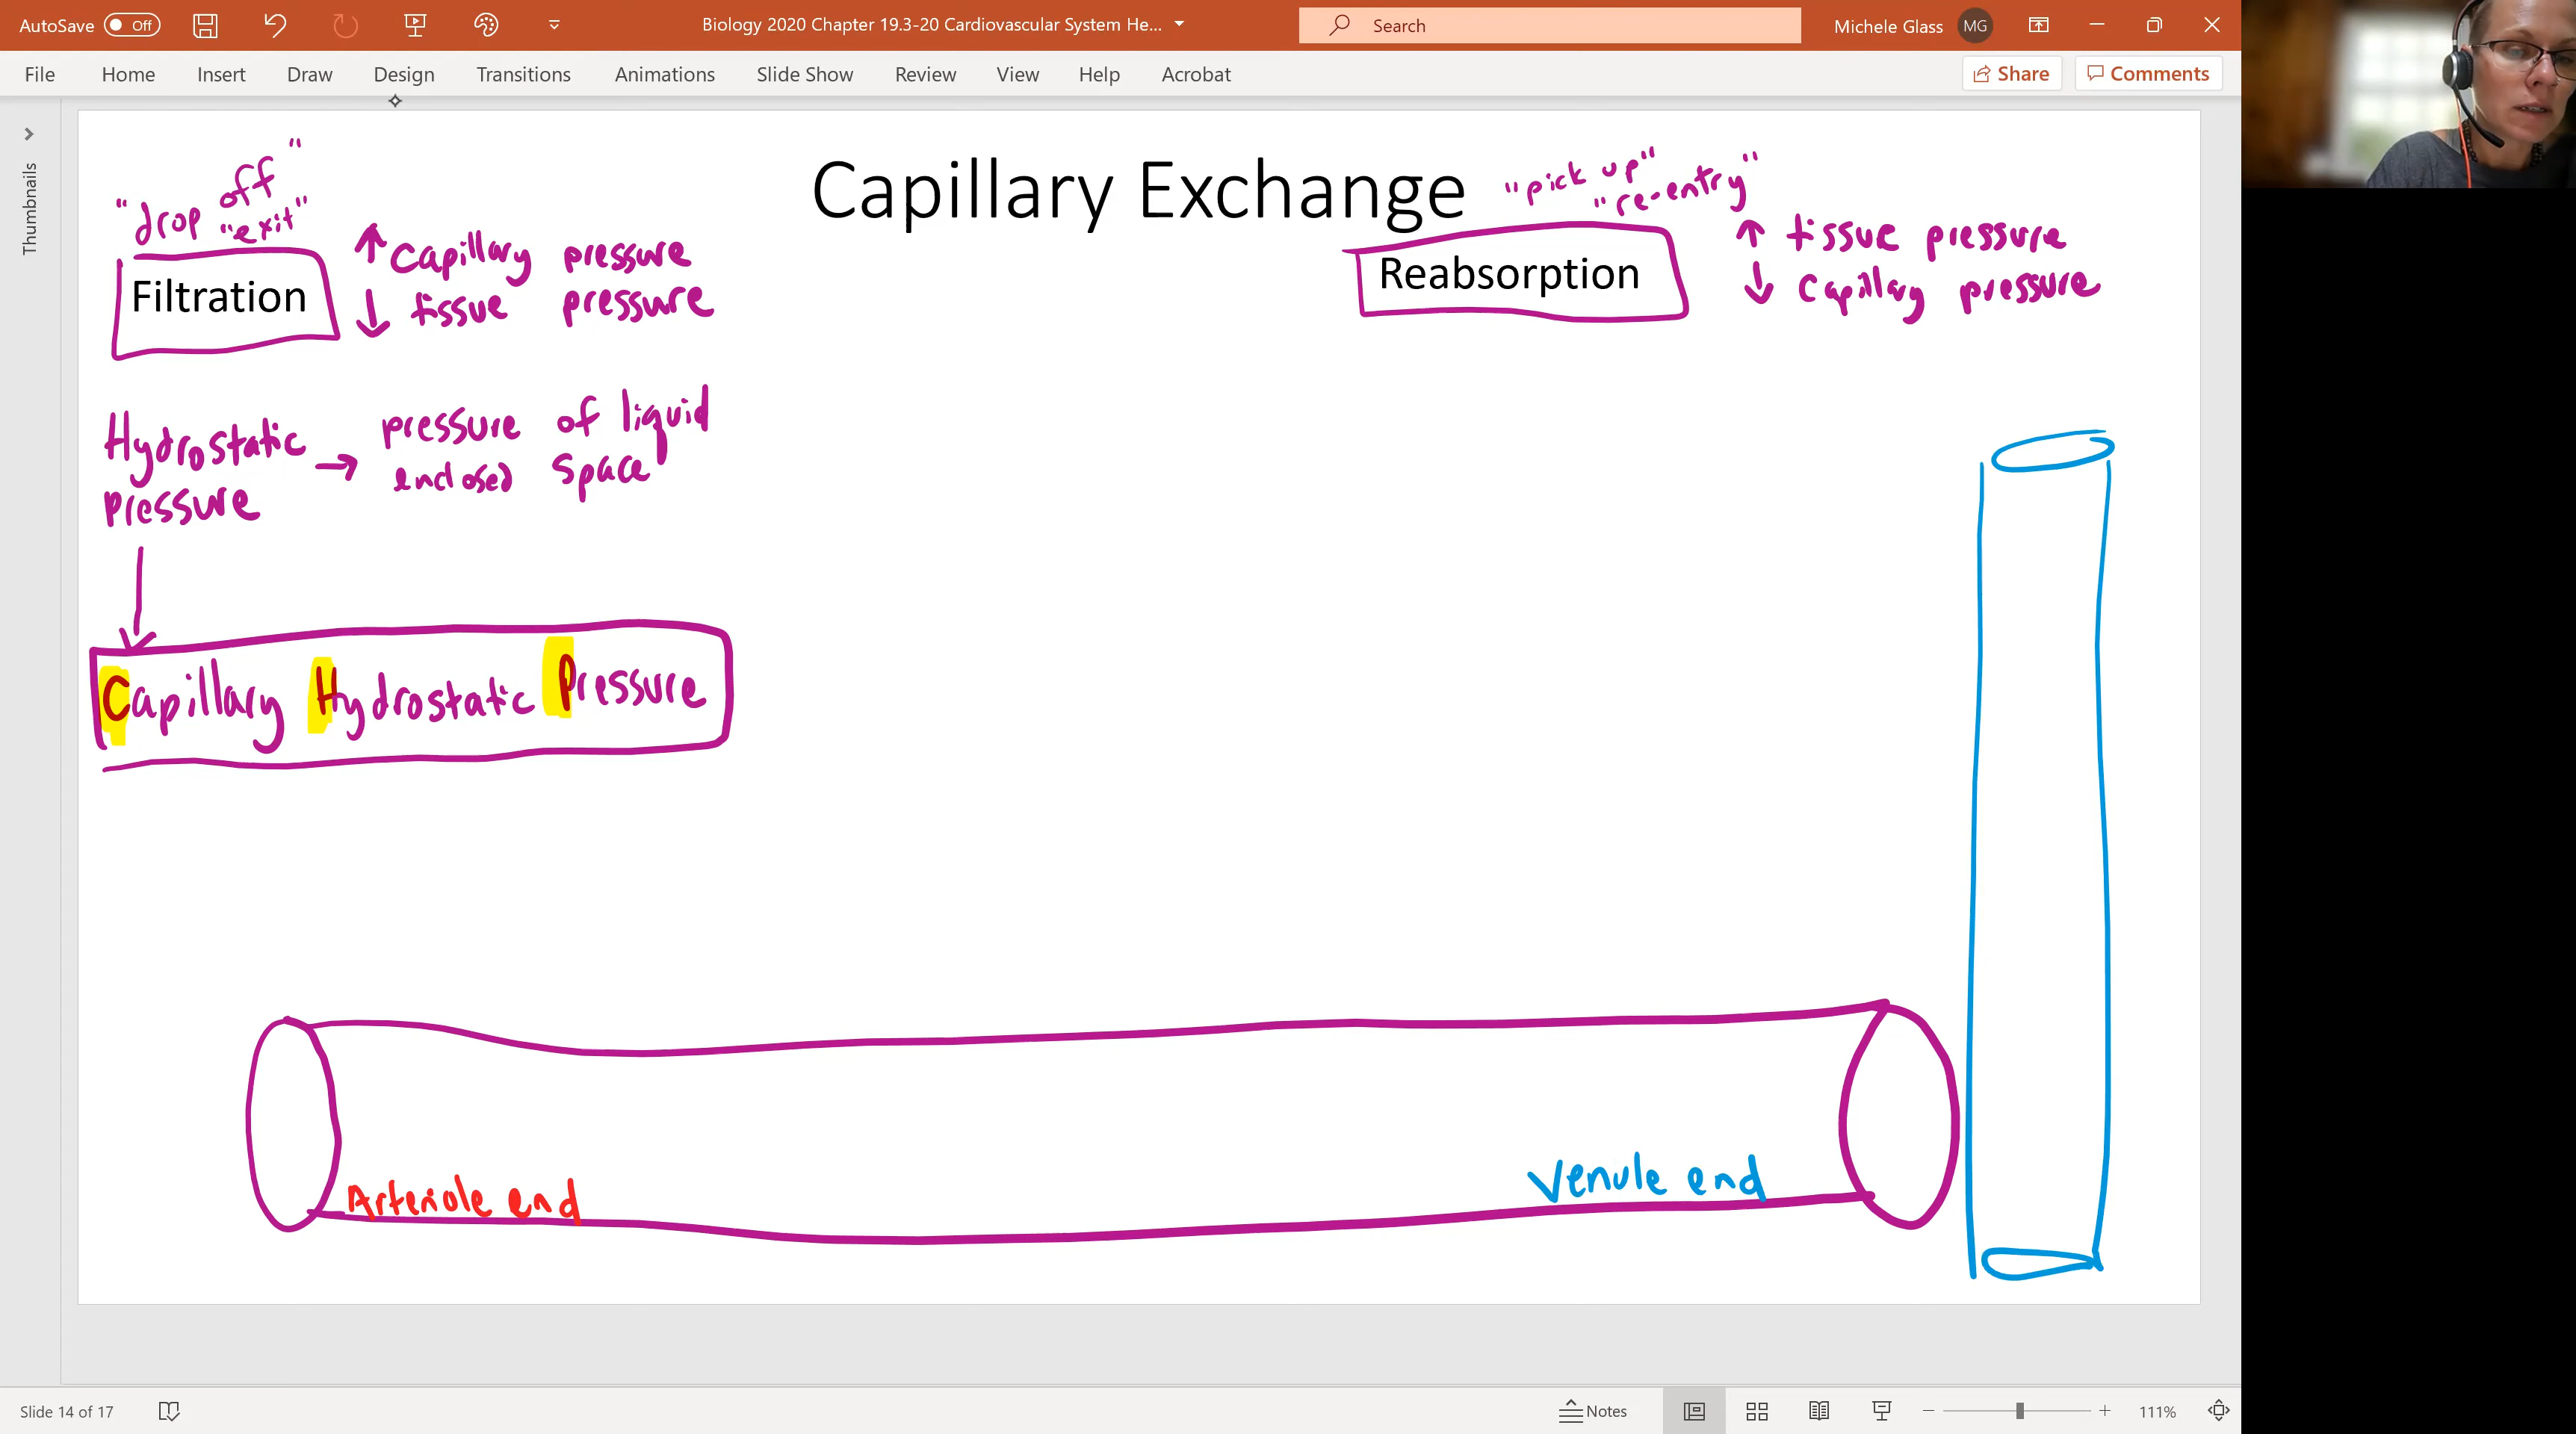 AutoSave Off
Biology 2020 Chapter 19.3-20 Cardiovascular System He...
Search
Michele Glass MG
File Home Insert Draw Design Transitions Animations Slide Show Review View Help Acrobat
Share Comments
Thumbnails
Capillary Exchange
"drop off"
"exit"
Filtration
↑ capillary pressure
↓ tissue pressure
"pick up"
"re-entry"
Reabsorption
↑ tissue pressure
↓ capillary pressure
Hydrostatic
pressure
→ pressure of liquid
enclosed space
Capillary Hydrostatic Pressure
Arteriole end
Venule end
Slide 14 of 17
Notes
111%